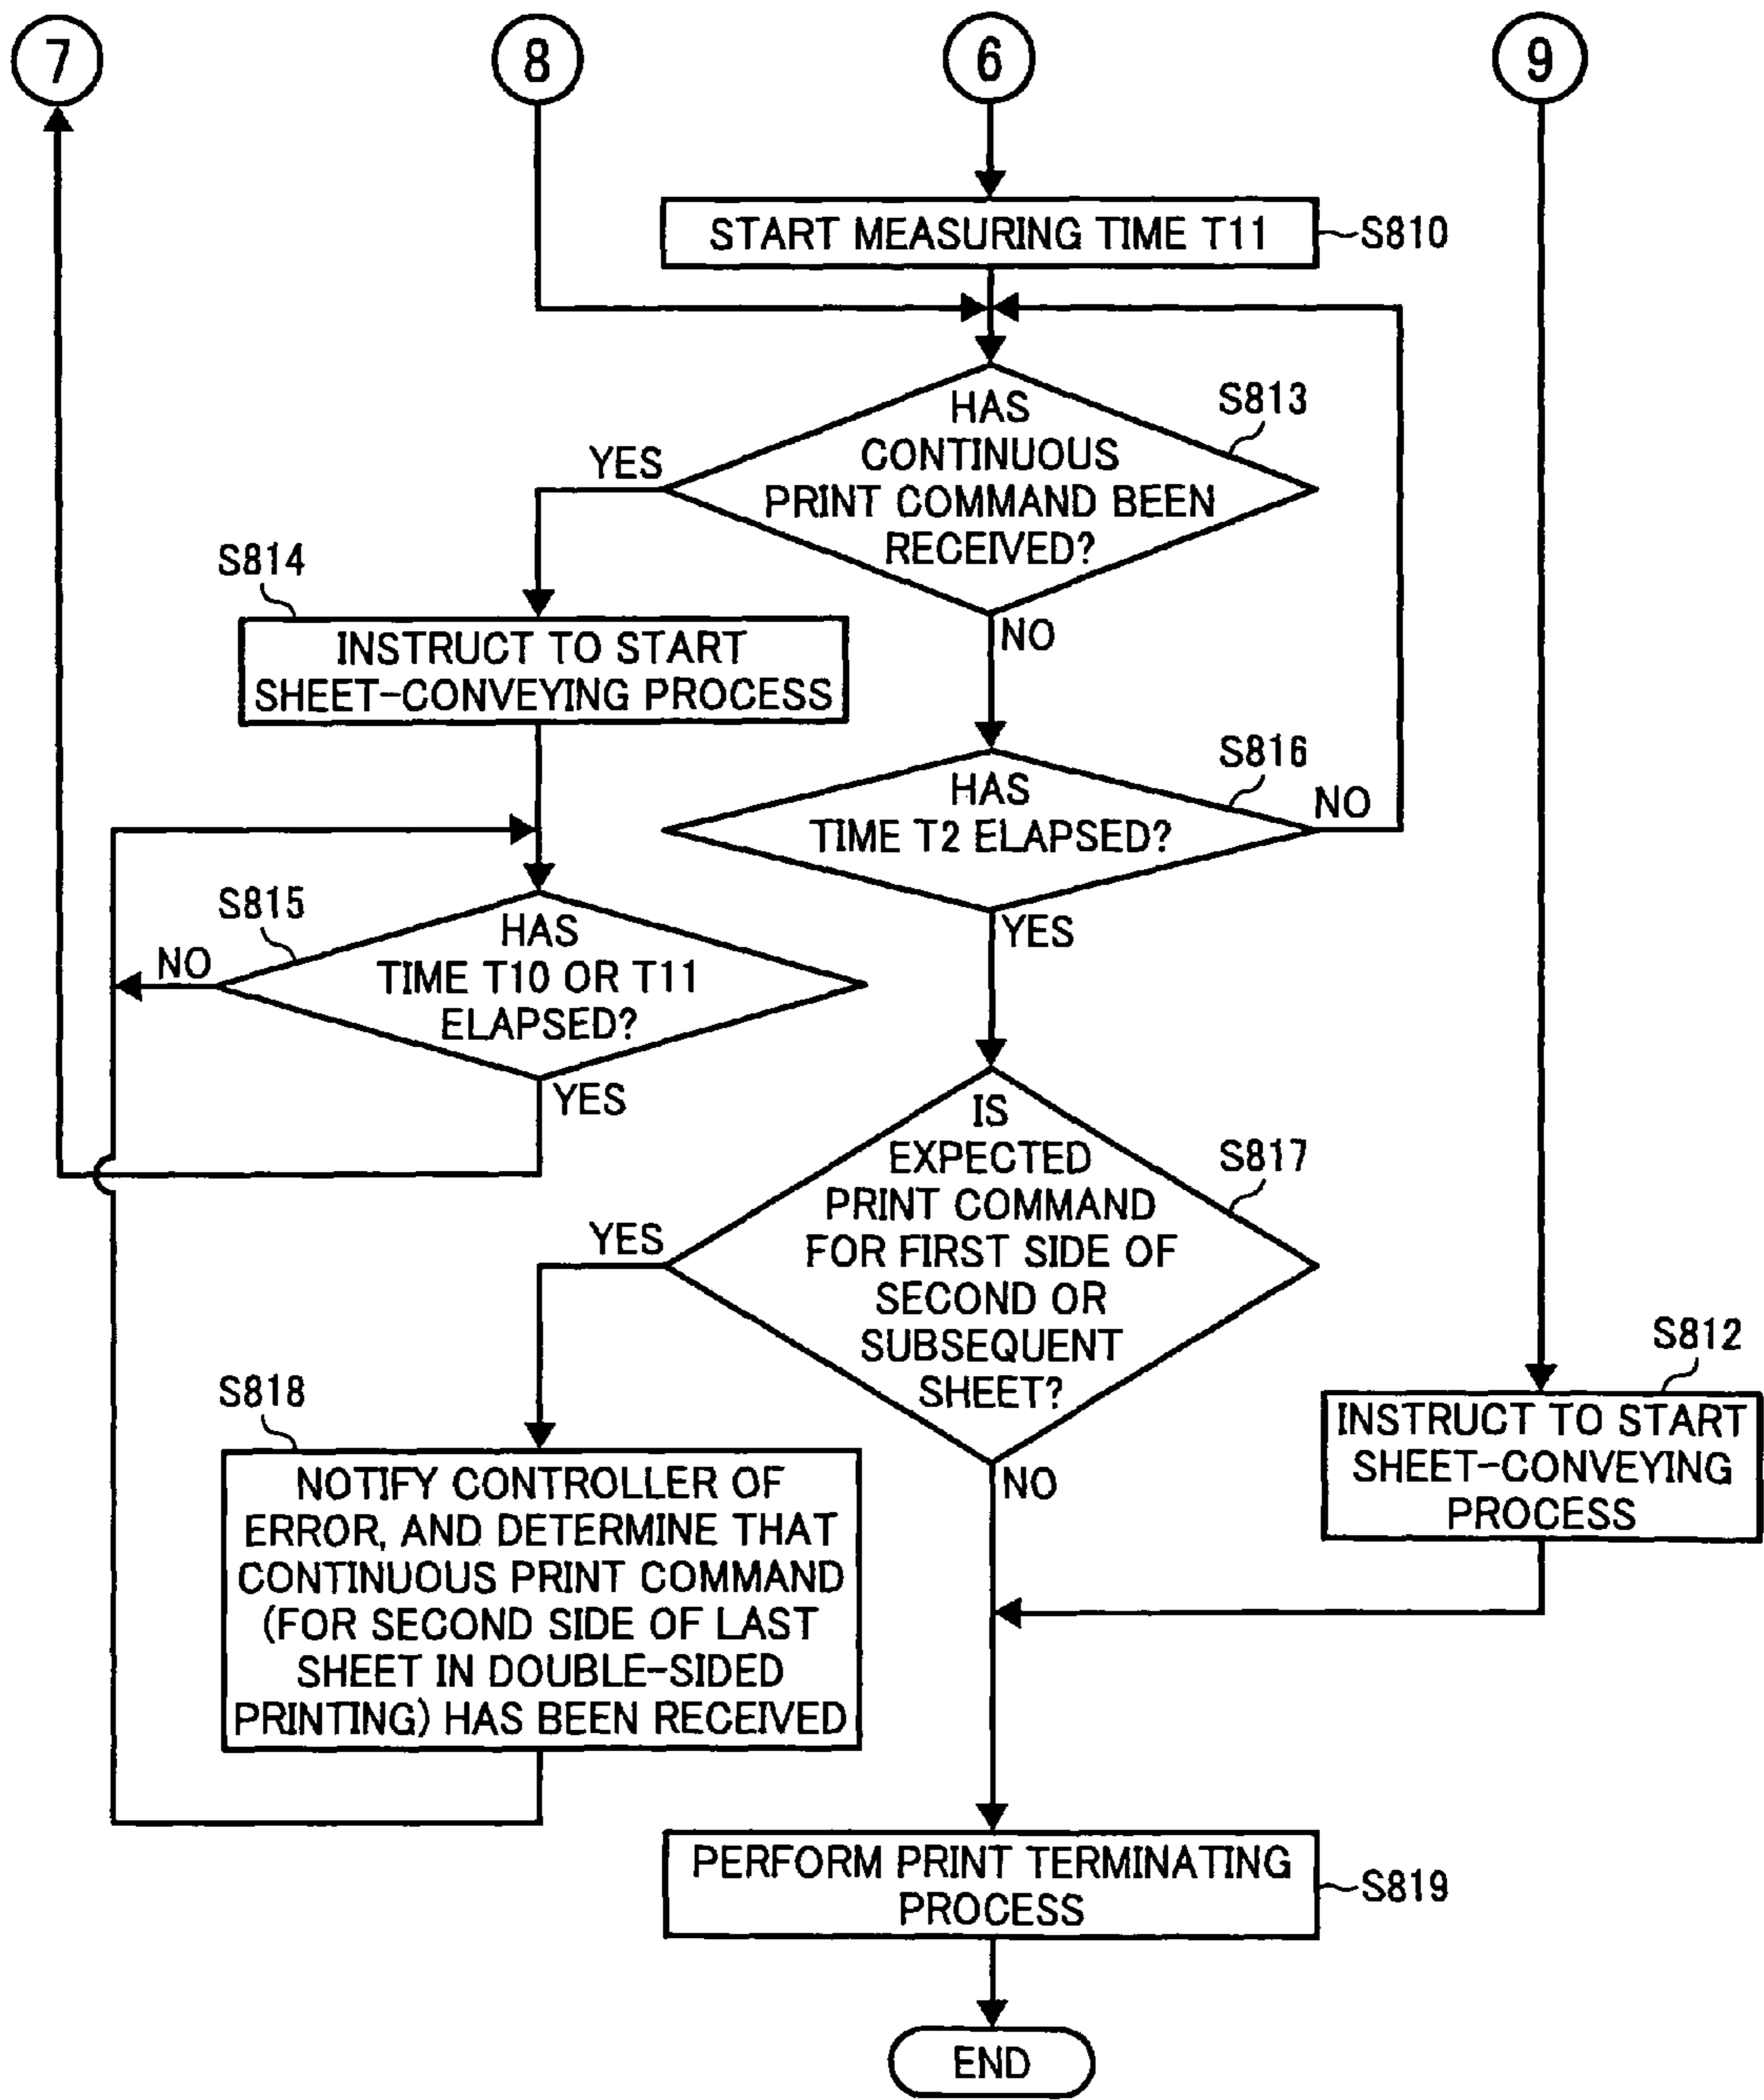 7
8
6
9
START MEASURING TIME T11
S810
HAS
CONTINUOUS
PRINT COMMAND BEEN
RECEIVED?
S813
YES
NO
S814
INSTRUCT TO START
SHEET-CONVEYING PROCESS
HAS
TIME T2 ELAPSED?
S816
NO
YES
S815
HAS
TIME T10 OR T11
ELAPSED?
NO
YES
IS
EXPECTED
PRINT COMMAND
FOR FIRST SIDE OF
SECOND OR
SUBSEQUENT
SHEET?
S817
YES
NO
S818
NOTIFY CONTROLLER OF
ERROR, AND DETERMINE THAT
CONTINUOUS PRINT COMMAND
(FOR SECOND SIDE OF LAST
SHEET IN DOUBLE-SIDED
PRINTING) HAS BEEN RECEIVED
S812
INSTRUCT TO START
SHEET-CONVEYING
PROCESS
PERFORM PRINT TERMINATING
PROCESS
S819
END